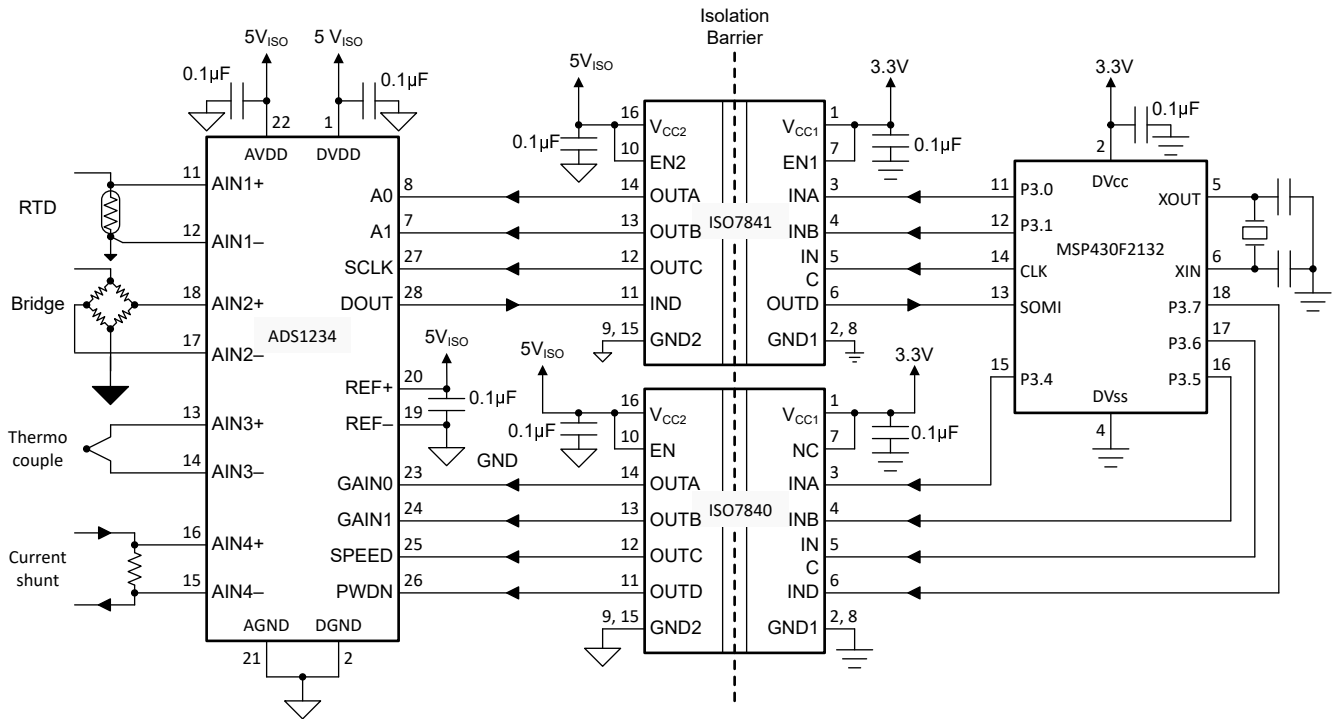 Isolation
Barrier
5VISO
5 VISO
0.1µF
0.1µF
22
1
AVDD
DVDD
RTD
11
AIN1+
12
AIN1–
Bridge
18
AIN2+
17
AIN2–
Thermo
couple
13
AIN3+
14
AIN3–
Current
shunt
16
AIN4+
15
AIN4–
ADS1234
A0
8
A1
7
SCLK
27
DOUT
28
REF+
20
REF–
19
5VISO
0.1µF
GND
GAIN0
23
GAIN1
24
SPEED
25
PWDN
26
AGND
DGND
21
2
5VISO
0.1µF
16
VCC2
10
EN2
14
OUTA
13
OUTB
12
OUTC
11
IND
9, 15
GND2
ISO7841
3.3V
0.1µF
VCC1
1
EN1
7
INA
3
INB
4
IN
C
5
OUTD
6
GND1
2, 8
5VISO
0.1µF
16
VCC2
10
EN
14
OUTA
13
OUTB
12
OUTC
11
OUTD
9, 15
GND2
ISO7840
3.3V
0.1µF
VCC1
1
NC
7
INA
3
INB
4
IN
C
5
IND
6
GND1
2, 8
3.3V
0.1µF
2
DVcc
MSP430F2132
11
P3.0
12
P3.1
14
CLK
13
SOMI
15
P3.4
XOUT
5
XIN
6
P3.7
18
P3.6
17
P3.5
16
DVss
4